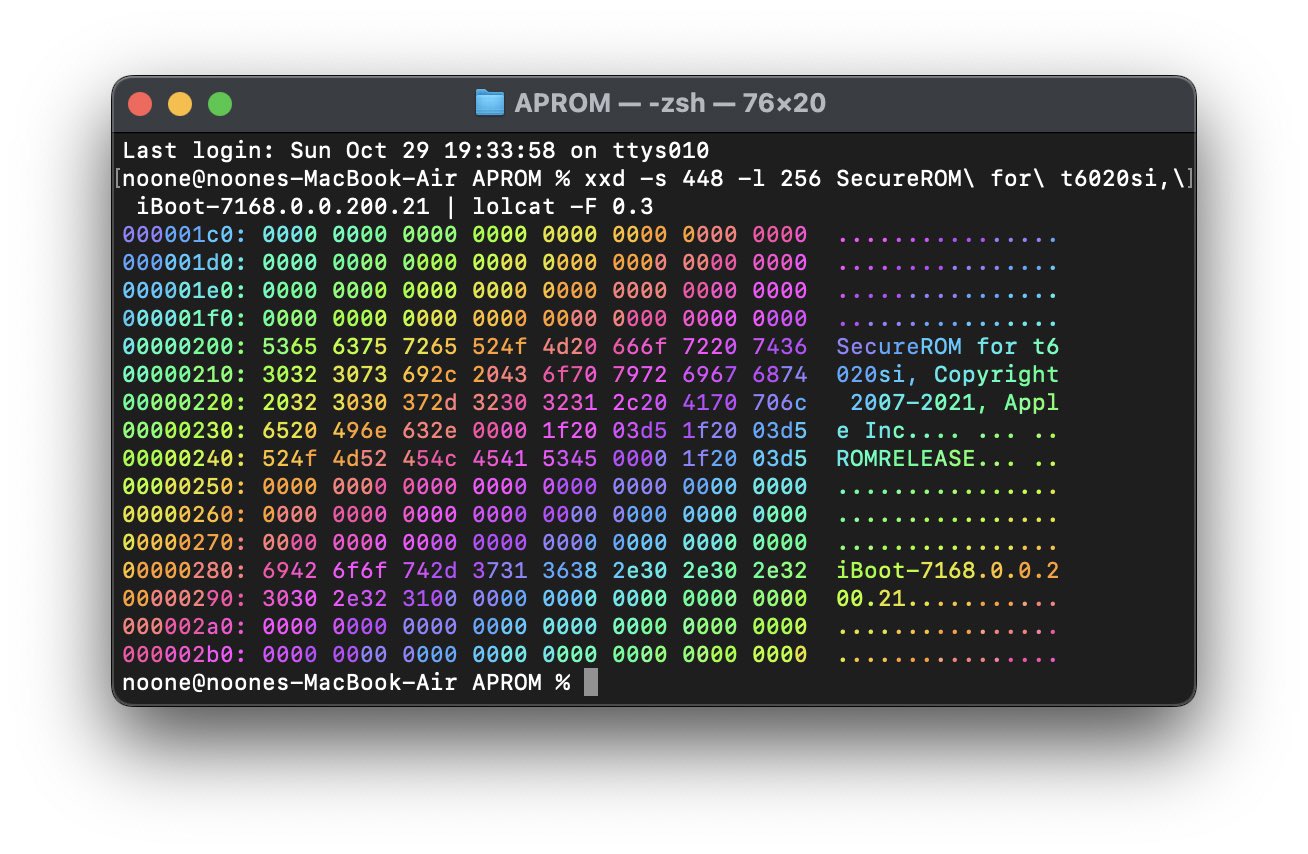 APROM — -zsh — 76×20
Last login: Sun Oct 29 19:33:58 on ttys010
[noone@noones-MacBook-Air APROM % xxd -s 448 -l 256 SecureROM\ for\ t6020si,\]
 iBoot-7168.0.0.200.21 | lolcat -F 0.3
000001c0: 0000 0000 0000 0000 0000 0000 0000 0000  ................
000001d0: 0000 0000 0000 0000 0000 0000 0000 0000  ................
000001e0: 0000 0000 0000 0000 0000 0000 0000 0000  ................
000001f0: 0000 0000 0000 0000 0000 0000 0000 0000  ................
00000200: 5365 6375 7265 524f 4d20 666f 7220 7436  SecureROM for t6
00000210: 3032 3073 692c 2043 6f70 7972 6967 6874  020si, Copyright
00000220: 2032 3030 372d 3230 3231 2c20 4170 706c   2007-2021, Appl
00000230: 6520 496e 632e 0000 1f20 03d5 1f20 03d5  e Inc.... ... ..
00000240: 524f 4d52 454c 4541 5345 0000 1f20 03d5  ROMRELEASE... ..
00000250: 0000 0000 0000 0000 0000 0000 0000 0000  ................
00000260: 0000 0000 0000 0000 0000 0000 0000 0000  ................
00000270: 0000 0000 0000 0000 0000 0000 0000 0000  ................
00000280: 6942 6f6f 742d 3731 3638 2e30 2e30 2e32  iBoot-7168.0.0.2
00000290: 3030 2e32 3100 0000 0000 0000 0000 0000  00.21...........
000002a0: 0000 0000 0000 0000 0000 0000 0000 0000  ................
000002b0: 0000 0000 0000 0000 0000 0000 0000 0000  ................
noone@noones-MacBook-Air APROM %